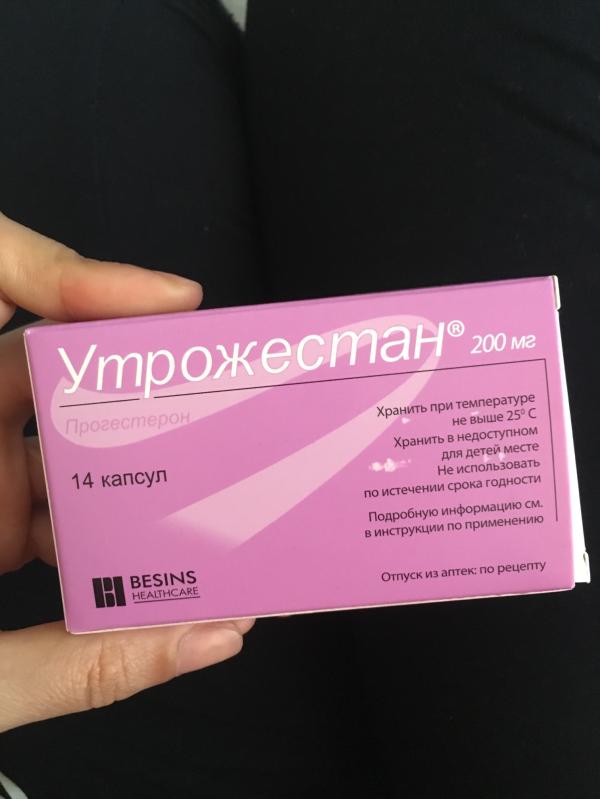 Утрожестан® 200 мг
Прогестерон
14 капсул
Хранить при температуре
не выше 25⁰ С
Хранить в недоступном
для детей месте
Не использовать
по истечении срока годности
Подробную информацию см.
в инструкции по применению
Отпуск из аптек: по рецепту
BESINS
HEALTHCARE